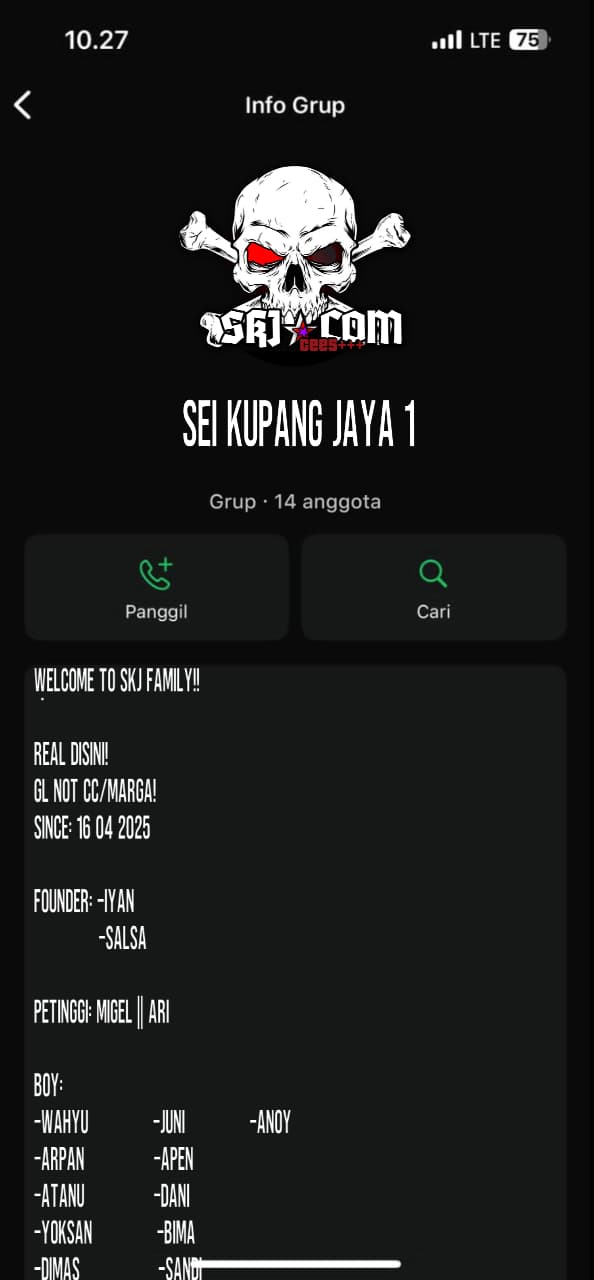 10.27
LTE 75
Info Grup
SKJ COM
CEES+++
SEI KUPANG JAYA 1
Grup · 14 anggota
Panggil Cari
WELCOME TO SKJ FAMILY!!
REAL DISINI!
GL NOT CC/MARGA!
SINCE: 16 04 2025
FOUNDER: -IYAN
-SALSA
PETINGGI: MIGEL || ARI
BOY:
-WAHYU -JUNI -ANOY
-ARPAN -APEN
-ATANU -DANI
-YOKSAN -BIMA
-DIMAS -SANDI